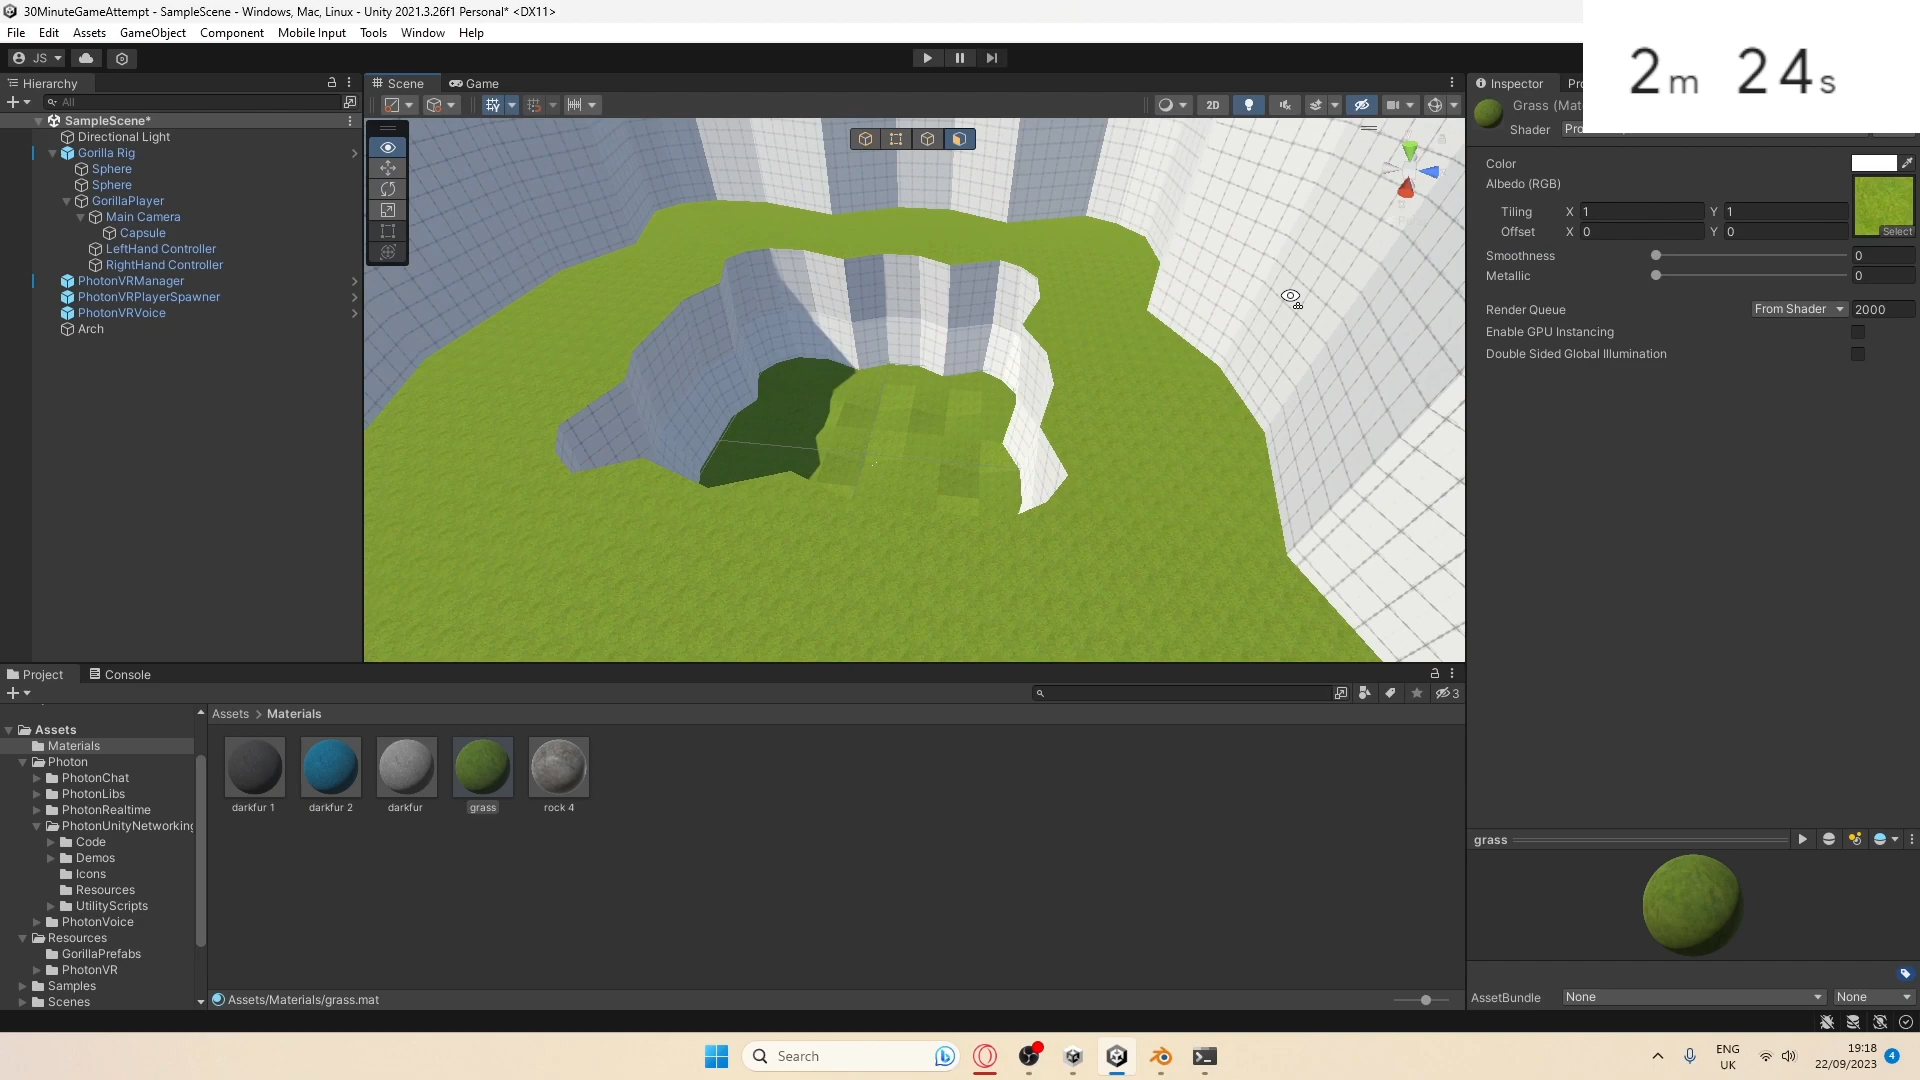 30MinuteGameAttempt - SampleScene - Windows, Mac, Linux - Unity 2021.3.26f1 Personal* <DX11>
File Edit Assets GameObject Component Mobile Input Tools Window Help
JS
2m 24s
Hierarchy
All
SampleScene*
Directional Light
Gorilla Rig
Sphere
Sphere
GorillaPlayer
Main Camera
Capsule
LeftHand Controller
RightHand Controller
PhotonVRManager
PhotonVRPlayerSpawner
PhotonVRVoice
Arch
Scene Game
2D
Inspector Pr
Grass (Mat
Shader Pro
Color
Albedo (RGB)
Tiling X 1 Y 1
Offset X 0 Y 0
Select
Smoothness 0
Metallic 0
Render Queue From Shader 2000
Enable GPU Instancing
Double Sided Global Illumination
Project Console
3
Assets
Materials
Photon
PhotonChat
PhotonLibs
PhotonRealtime
PhotonUnityNetworking
Code
Demos
Icons
Resources
UtilityScripts
PhotonVoice
Resources
GorillaPrefabs
PhotonVR
Samples
Scenes
Assets > Materials
darkfur 1 darkfur 2 darkfur grass rock 4
Assets/Materials/grass.mat
grass
AssetBundle None None
Search
ENG
UK
19:18
22/09/2023
4